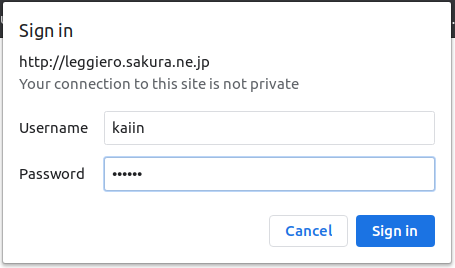 Sign in
http://leggiero.sakura.ne.jp
Your connection to this site is not private
Username kaiin
Password ••••••
Cancel Sign in